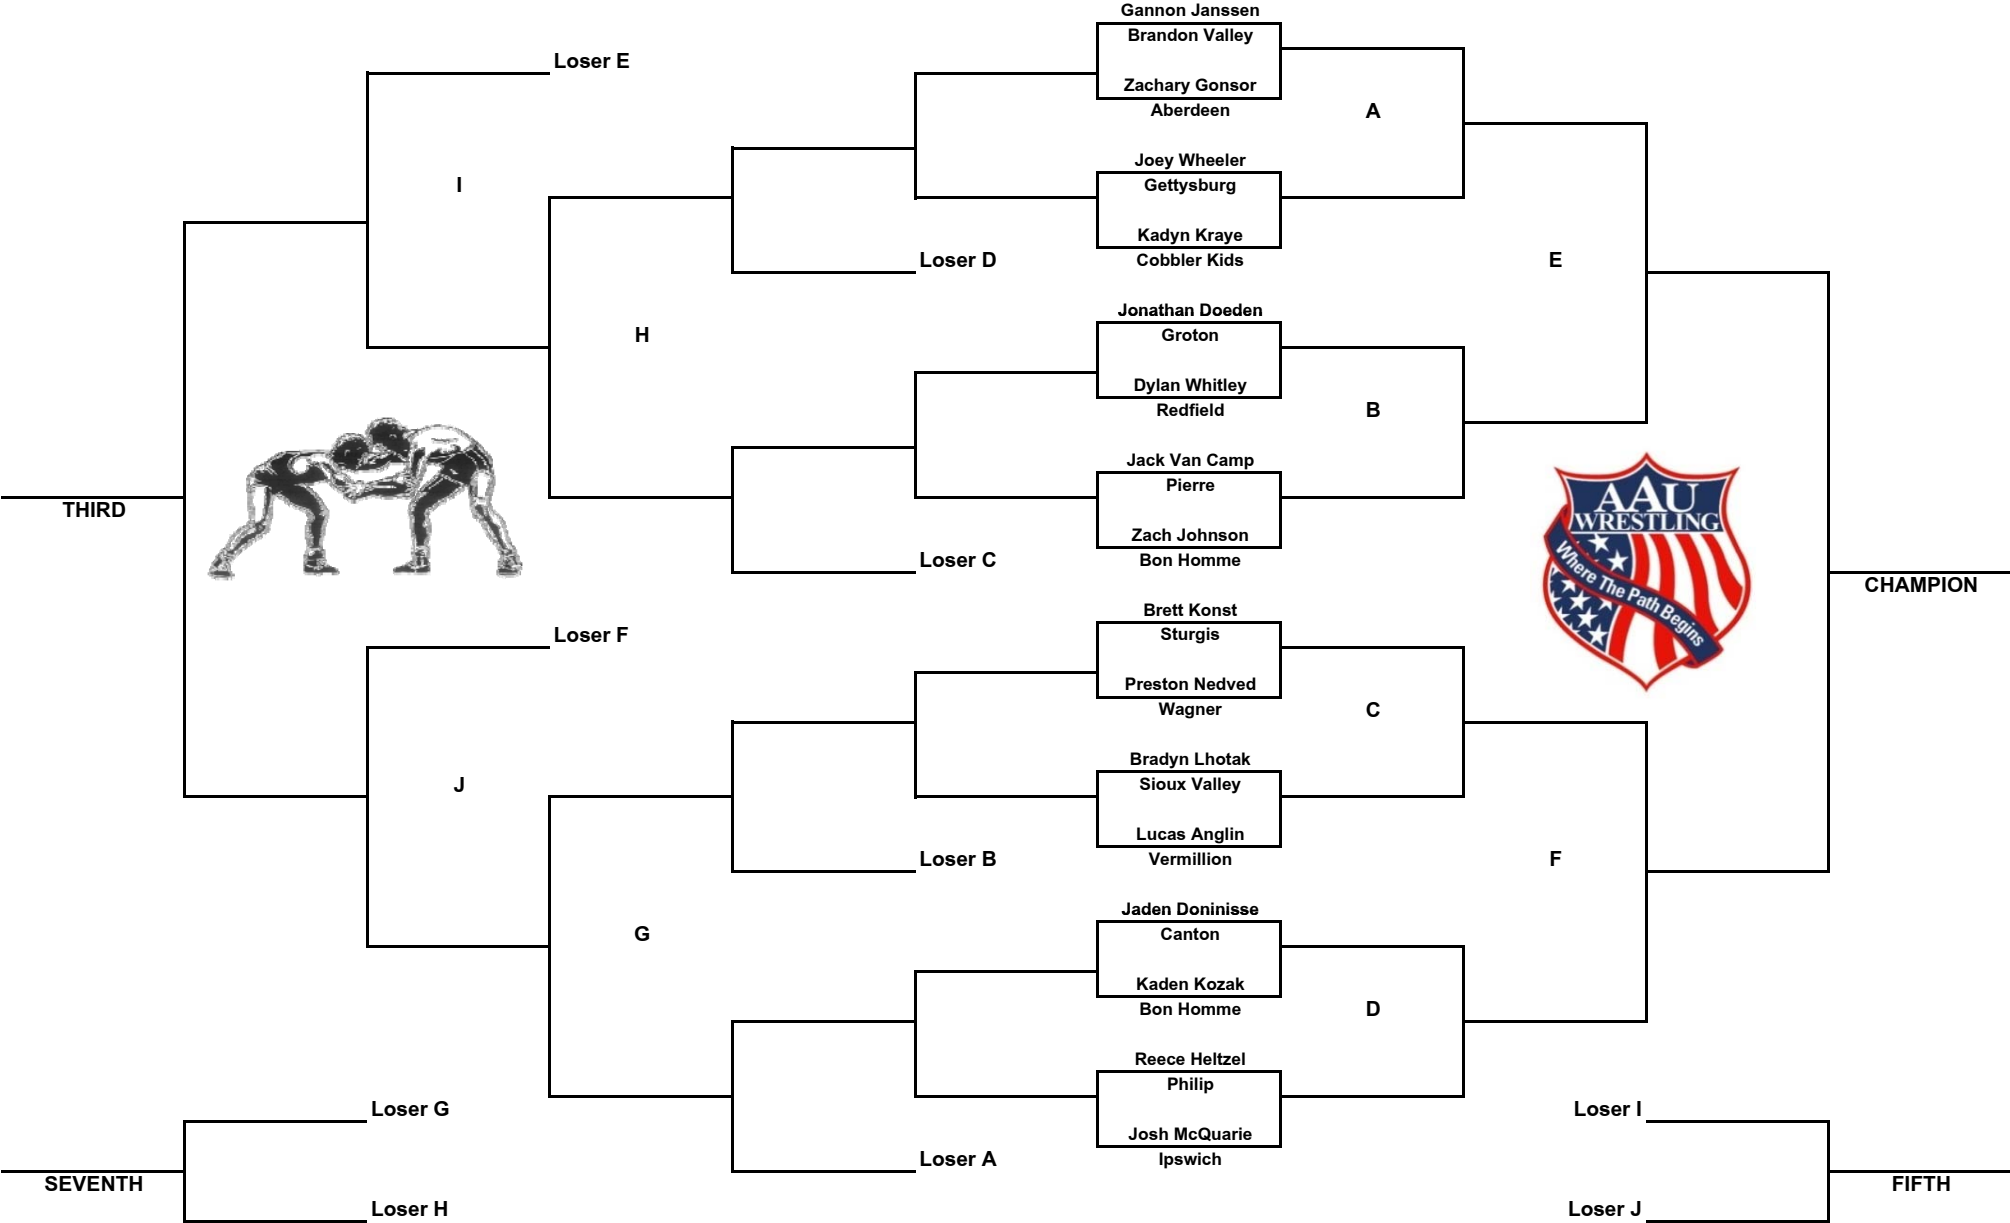 Gannon Janssen
Brandon Valley
Loser E
Zachary Gonsor
Aberdeen
A
Joey Wheeler
I
Gettysburg
Kadyn Kraye
Loser D
Cobbler Kids
E
Jonathan Doeden
H
Groton
Dylan Whitley
Redfield
B
Jack Van Camp
Pierre
AAU
WRESTLING
Where The Path Begins
THIRD
Zach Johnson
Loser C
Bon Homme
CHAMPION
Brett Konst
Loser F
Sturgis
Preston Nedved
Wagner
C
Bradyn Lhotak
J
Sioux Valley
Lucas Anglin
Loser B
Vermillion
F
Jaden Doninisse
G
Canton
Kaden Kozak
Bon Homme
D
Reece Heltzel
Philip
Loser G
Loser I
Josh McQuarie
Loser A
Ipswich
SEVENTH
FIFTH
Loser H
Loser J